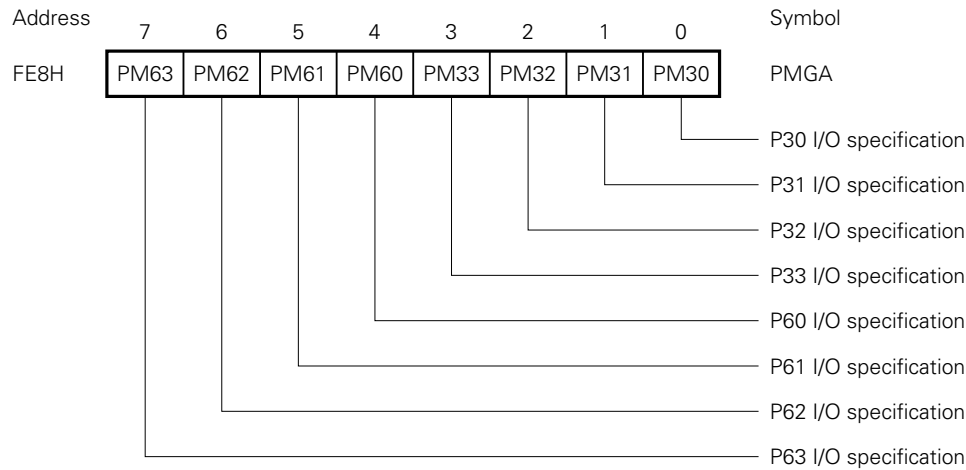 Address 7 6 5 4 3 2 1 0 Symbol
FE8H PM63 PM62 PM61 PM60 PM33 PM32 PM31 PM30 PMGA
P30 I/O specification
P31 I/O specification
P32 I/O specification
P33 I/O specification
P60 I/O specification
P61 I/O specification
P62 I/O specification
P63 I/O specification